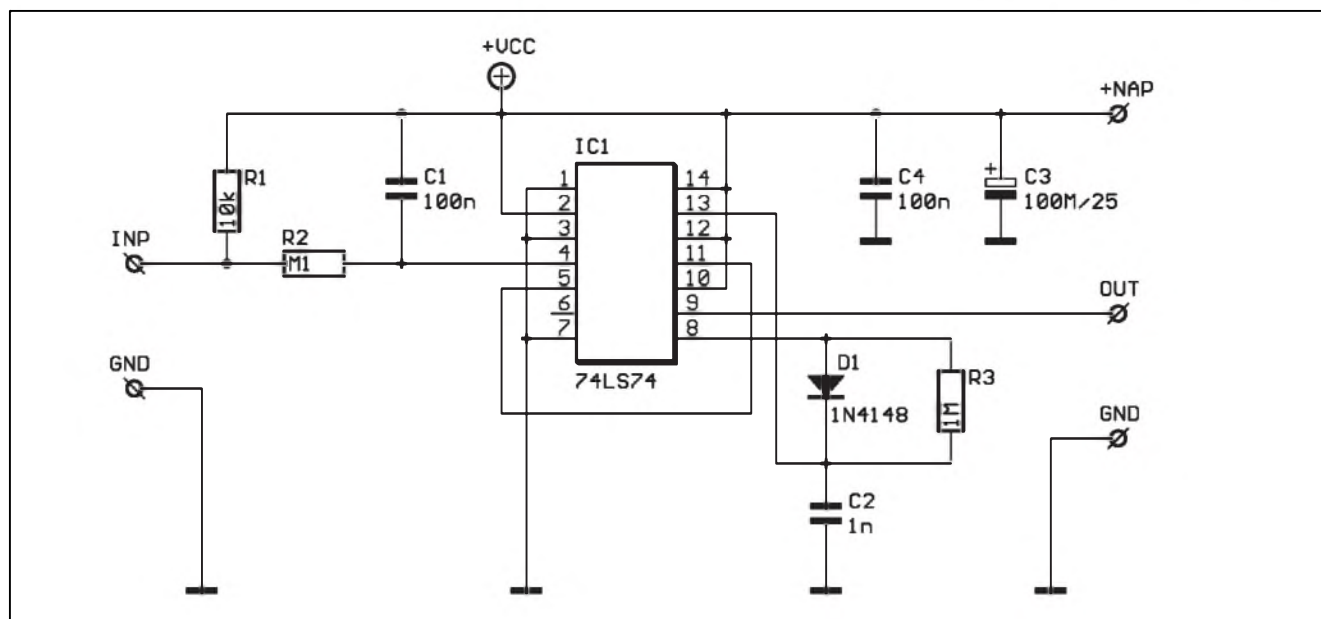 +VCC
+NAP
IC1
R1
10k
C1
100n
C4
100n
+
C3
100M/25
INP
R2
M1
1
2
3
4
5
6
7
14
13
12
11
10
9
8
OUT
GND
74LS74
D1
1N4148
R3
1M
GND
C2
1n